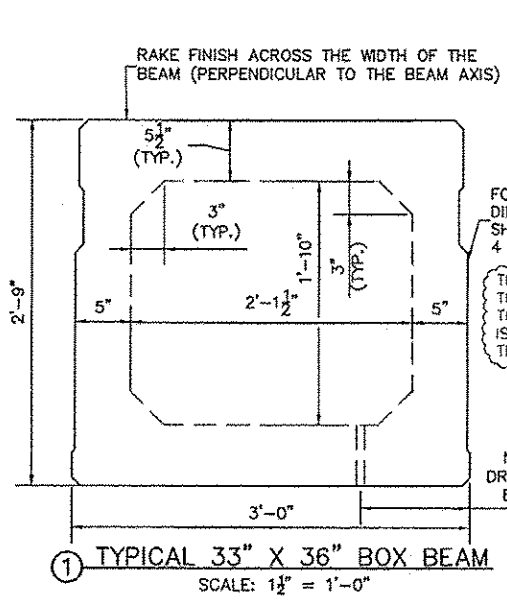 RAKE FINISH ACROSS THE WIDTH OF THE
BEAM (PERPENDICULAR TO THE BEAM AXIS)
5½"
(TYP.)
3"
(TYP.)
1'-10"
3"
(TYP.)
2'-9"
5"
2'-1½"
5"
3'-0"
4
1 TYPICAL 33" X 36" BOX BEAM
SCALE: 1½" = 1'-0"